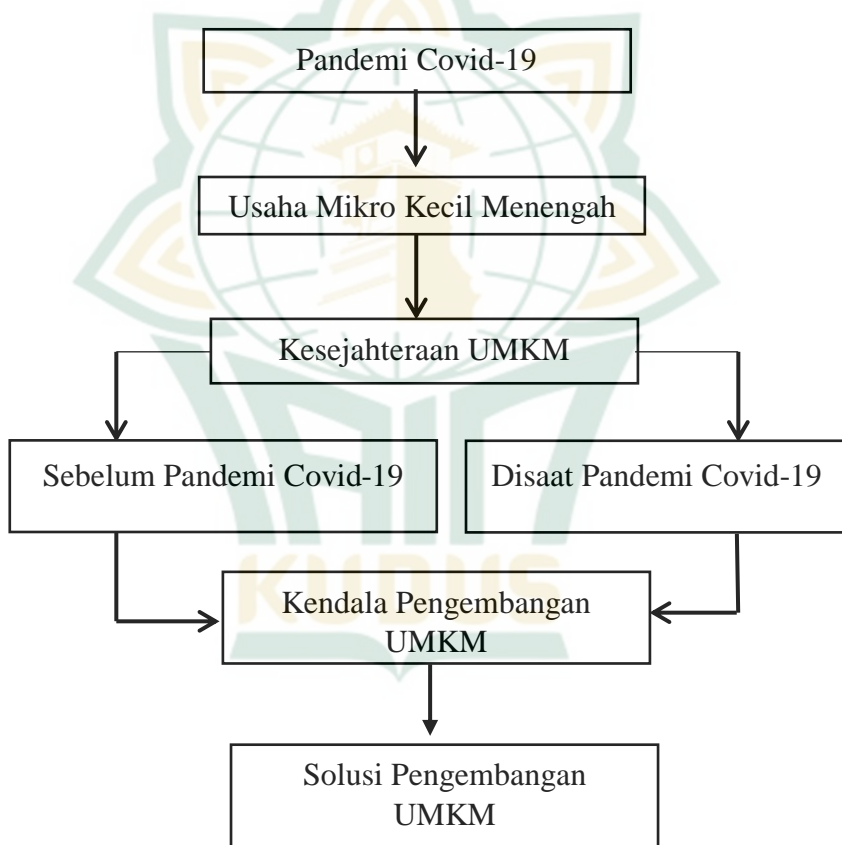 Pandemi Covid-19
Usaha Mikro Kecil Menengah
Kesejahteraan UMKM
Sebelum Pandemi Covid-19
Disaat Pandemi Covid-19
Kendala Pengembangan
UMKM
KUDUS
Solusi Pengembangan
UMKM